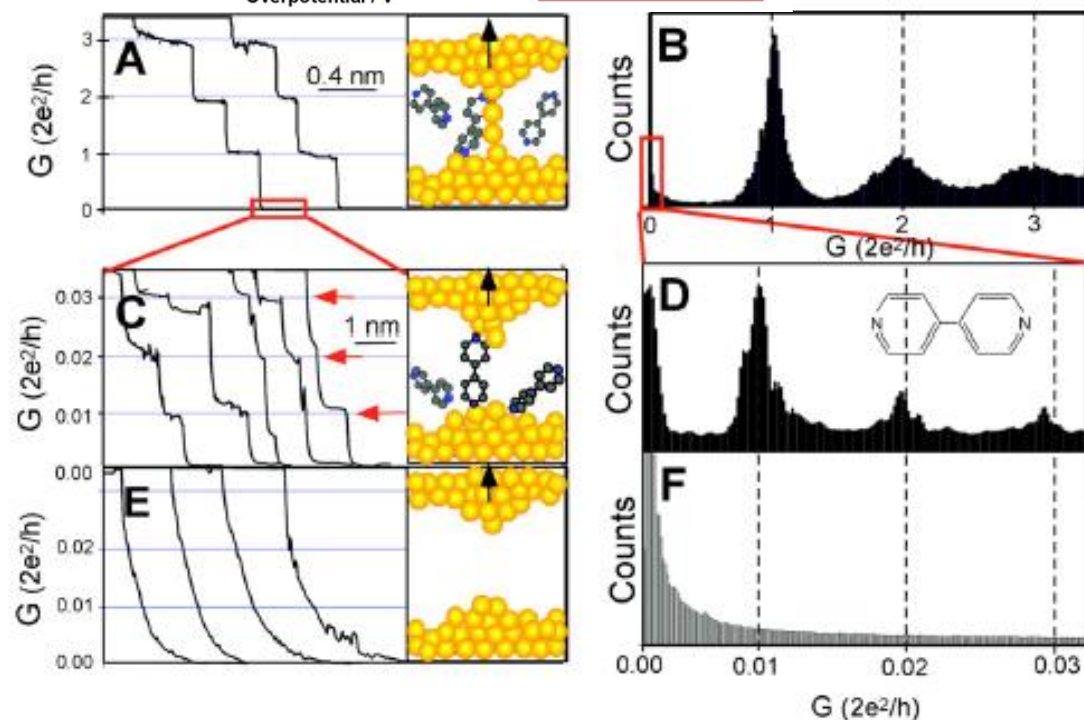 Overpotential / V
A
G (2e²/h)
3
2
1
0
0.4 nm
B
Counts
0
1
2
3
G (2e²/h)
C
G (2e²/h)
0.03
0.02
0.01
1 nm
D
Counts
N
N
E
G (2e²/h)
0.00
0.02
0.01
0.00
F
Counts
0.00
0.01
0.02
0.03
G (2e²/h)